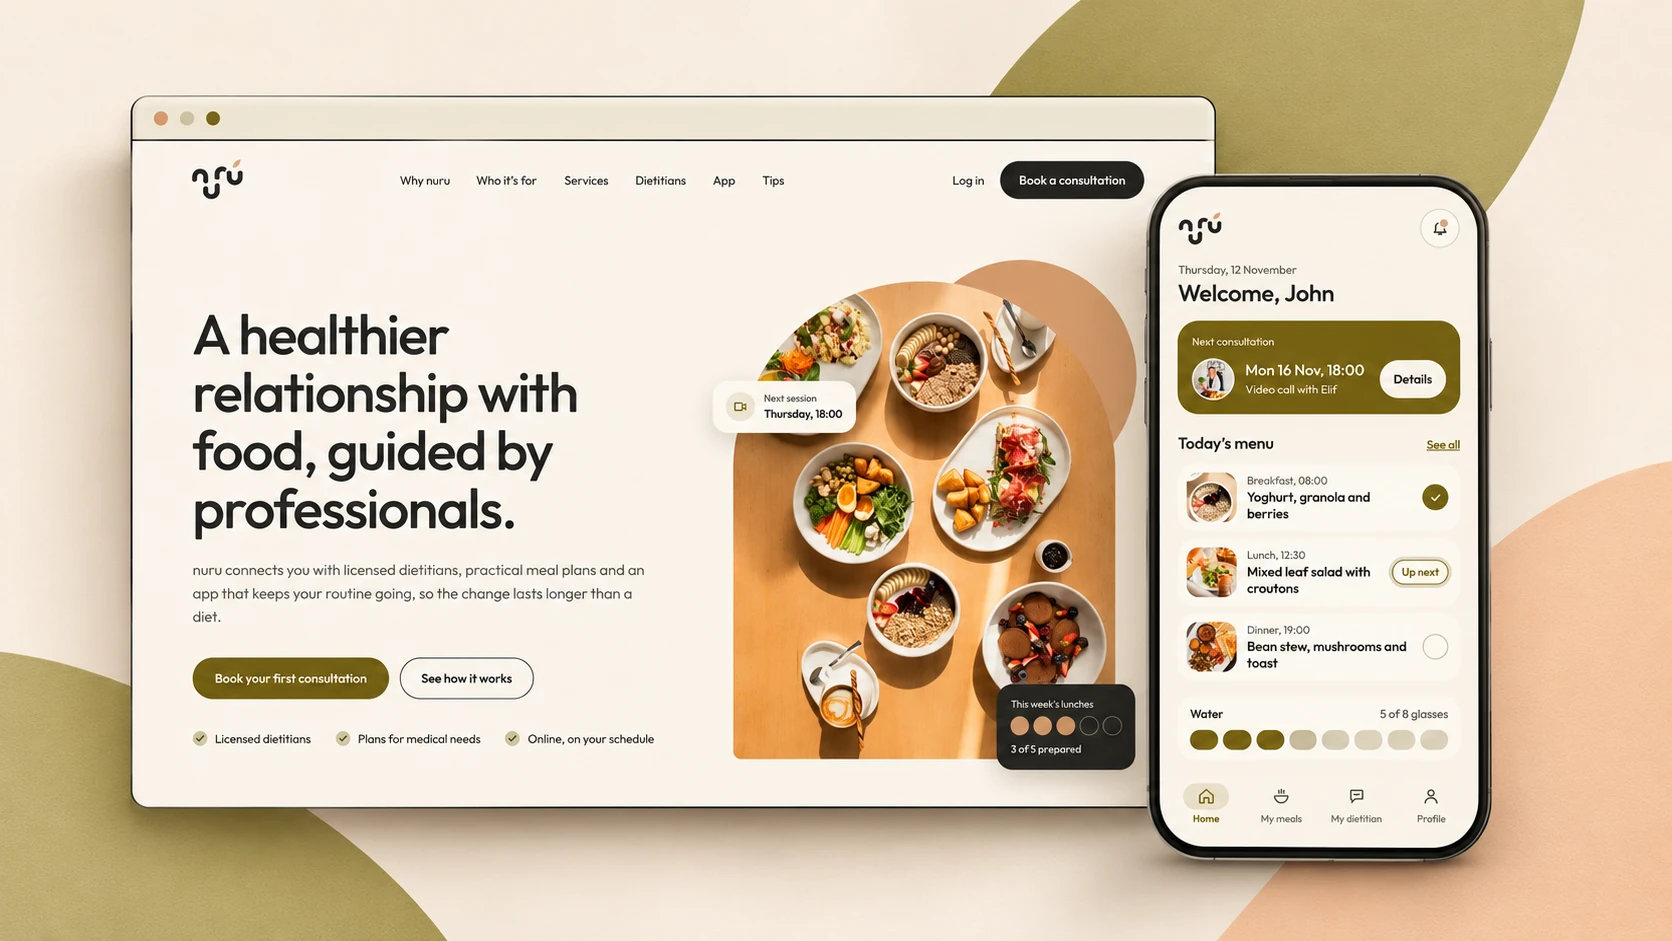 nuru
Why nuru
Who it's for
Services
Dietitians
App
Tips
Log in
Book a consultation
A healthier
relationship with
food, guided by
professionals.
nuru connects you with licensed dietitians, practical meal plans and an
app that keeps your routine going, so the change lasts longer than a
diet.
Book your first consultation
See how it works
Licensed dietitians
Plans for medical needs
Online, on your schedule
Next session
Thursday, 18:00
This week's lunches
3 of 5 prepared
nuru
Thursday, 12 November
Welcome, John
Next consultation
Mon 16 Nov, 18:00
Video call with Elif
Details
Today's menu
See all
Breakfast, 08:00
Yoghurt, granola and
berries
Lunch, 12:30
Mixed leaf salad with
croutons
Up next
Dinner, 19:00
Bean stew, mushrooms and
toast
Water
5 of 8 glasses
Home
My meals
My dietitian
Profile